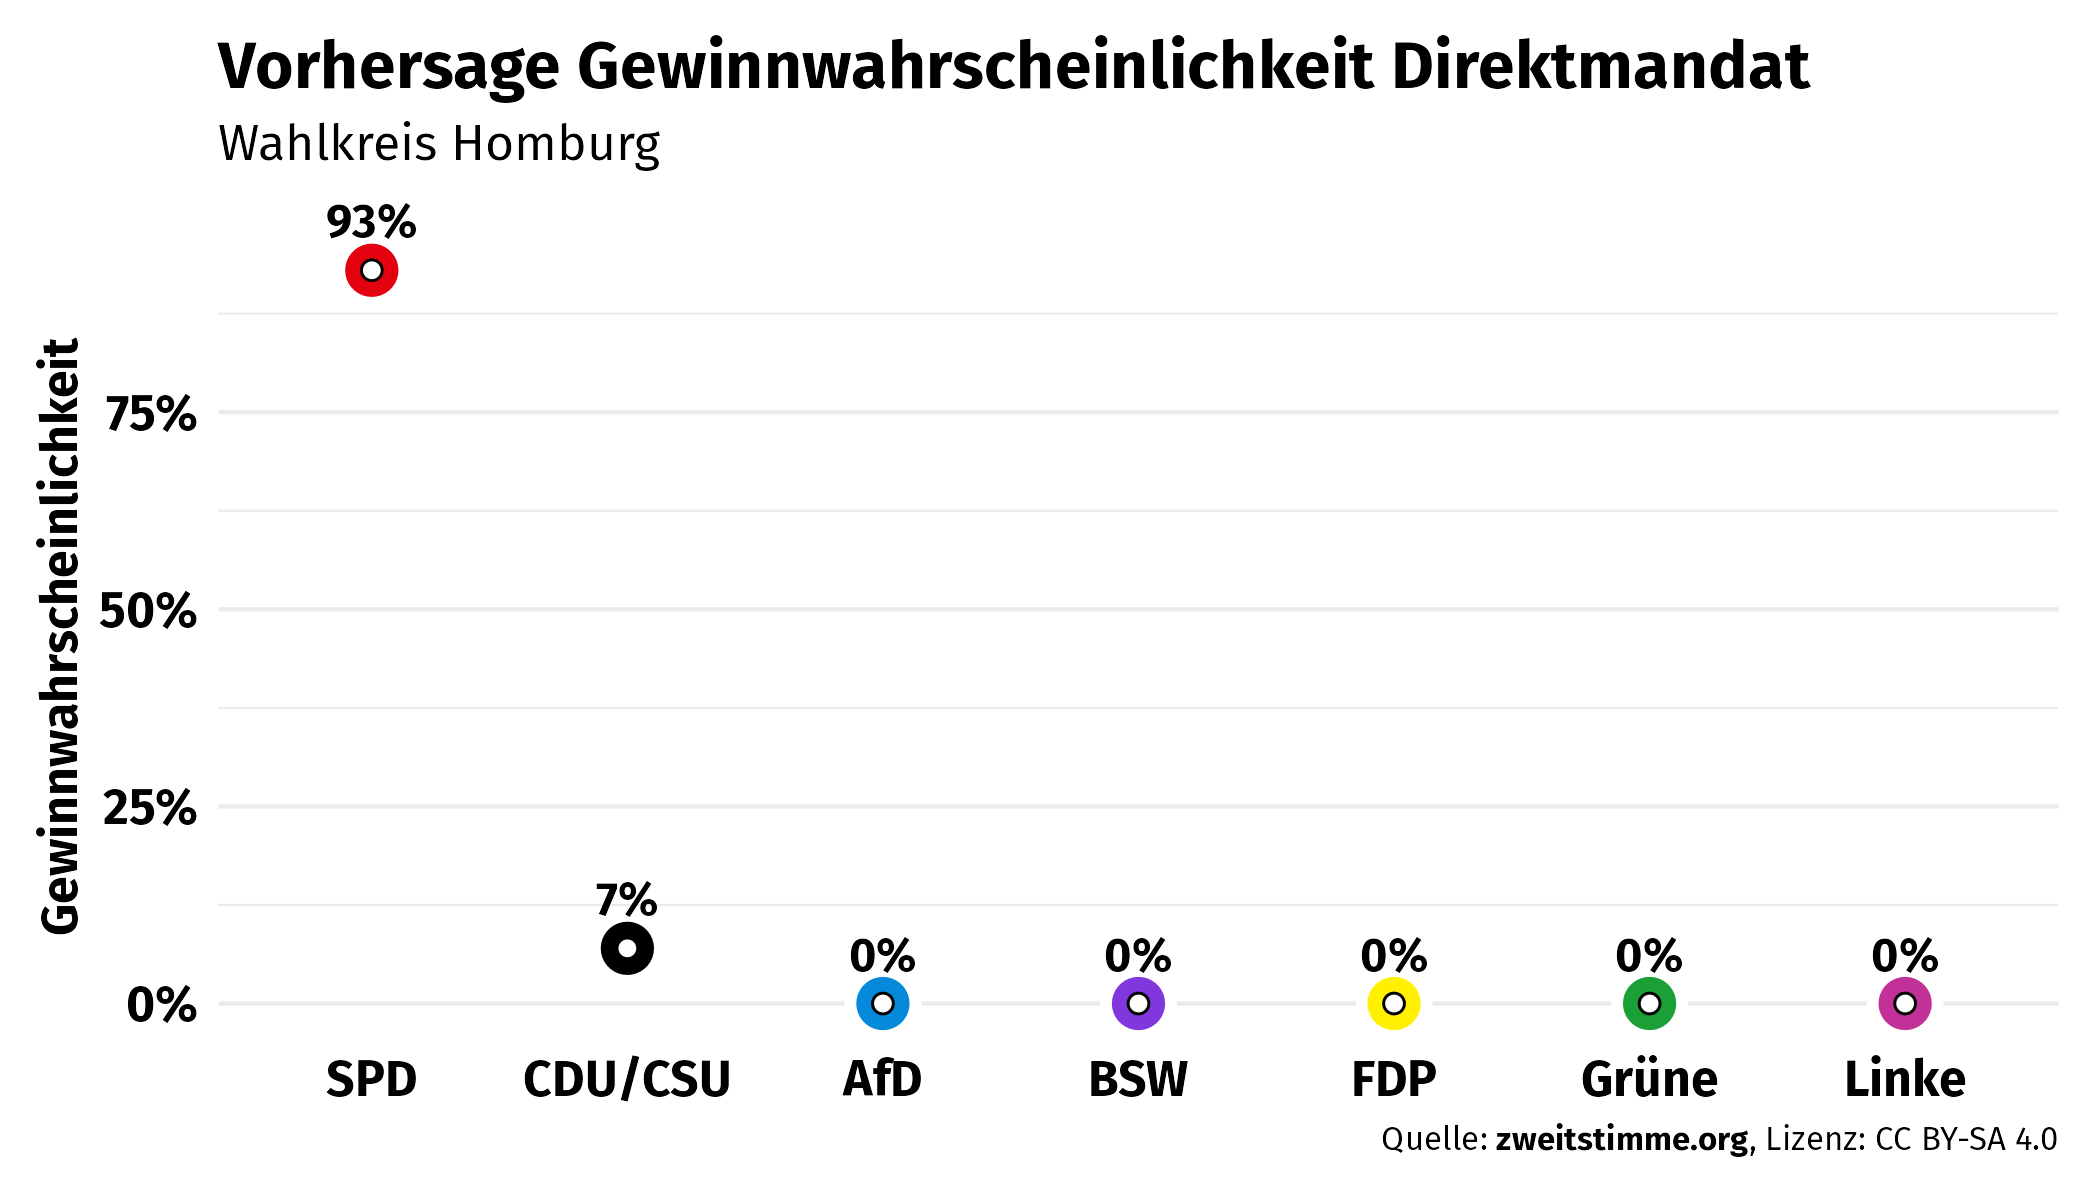 Vorhersage Gewinnwahrscheinlichkeit Direktmandat
Wahlkreis Homburg
93%
Gewinnwahrscheinlichkeit
75%
50%
25%
7%
0% 0% 0% 0% 0%
0%
SPD CDU/CSU AfD BSW FDP Grüne Linke
Quelle: zweitstimme.org, Lizenz: CC BY-SA 4.0